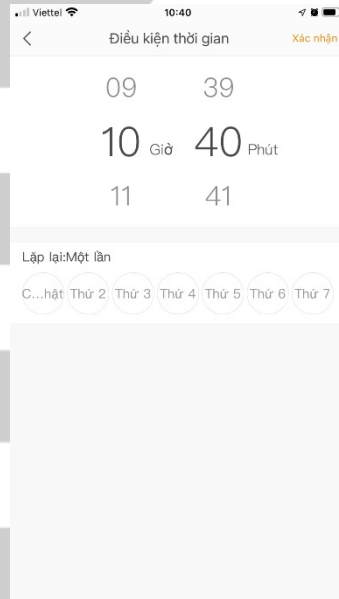 Viettel 10:40
Điều kiện thời gian Xác nhận
09 39
10 Giờ 40 Phút
11 41
Lặp lại:Một lần
C...hật Thứ 2 Thứ 3 Thứ 4 Thứ 5 Thứ 6 Thứ 7